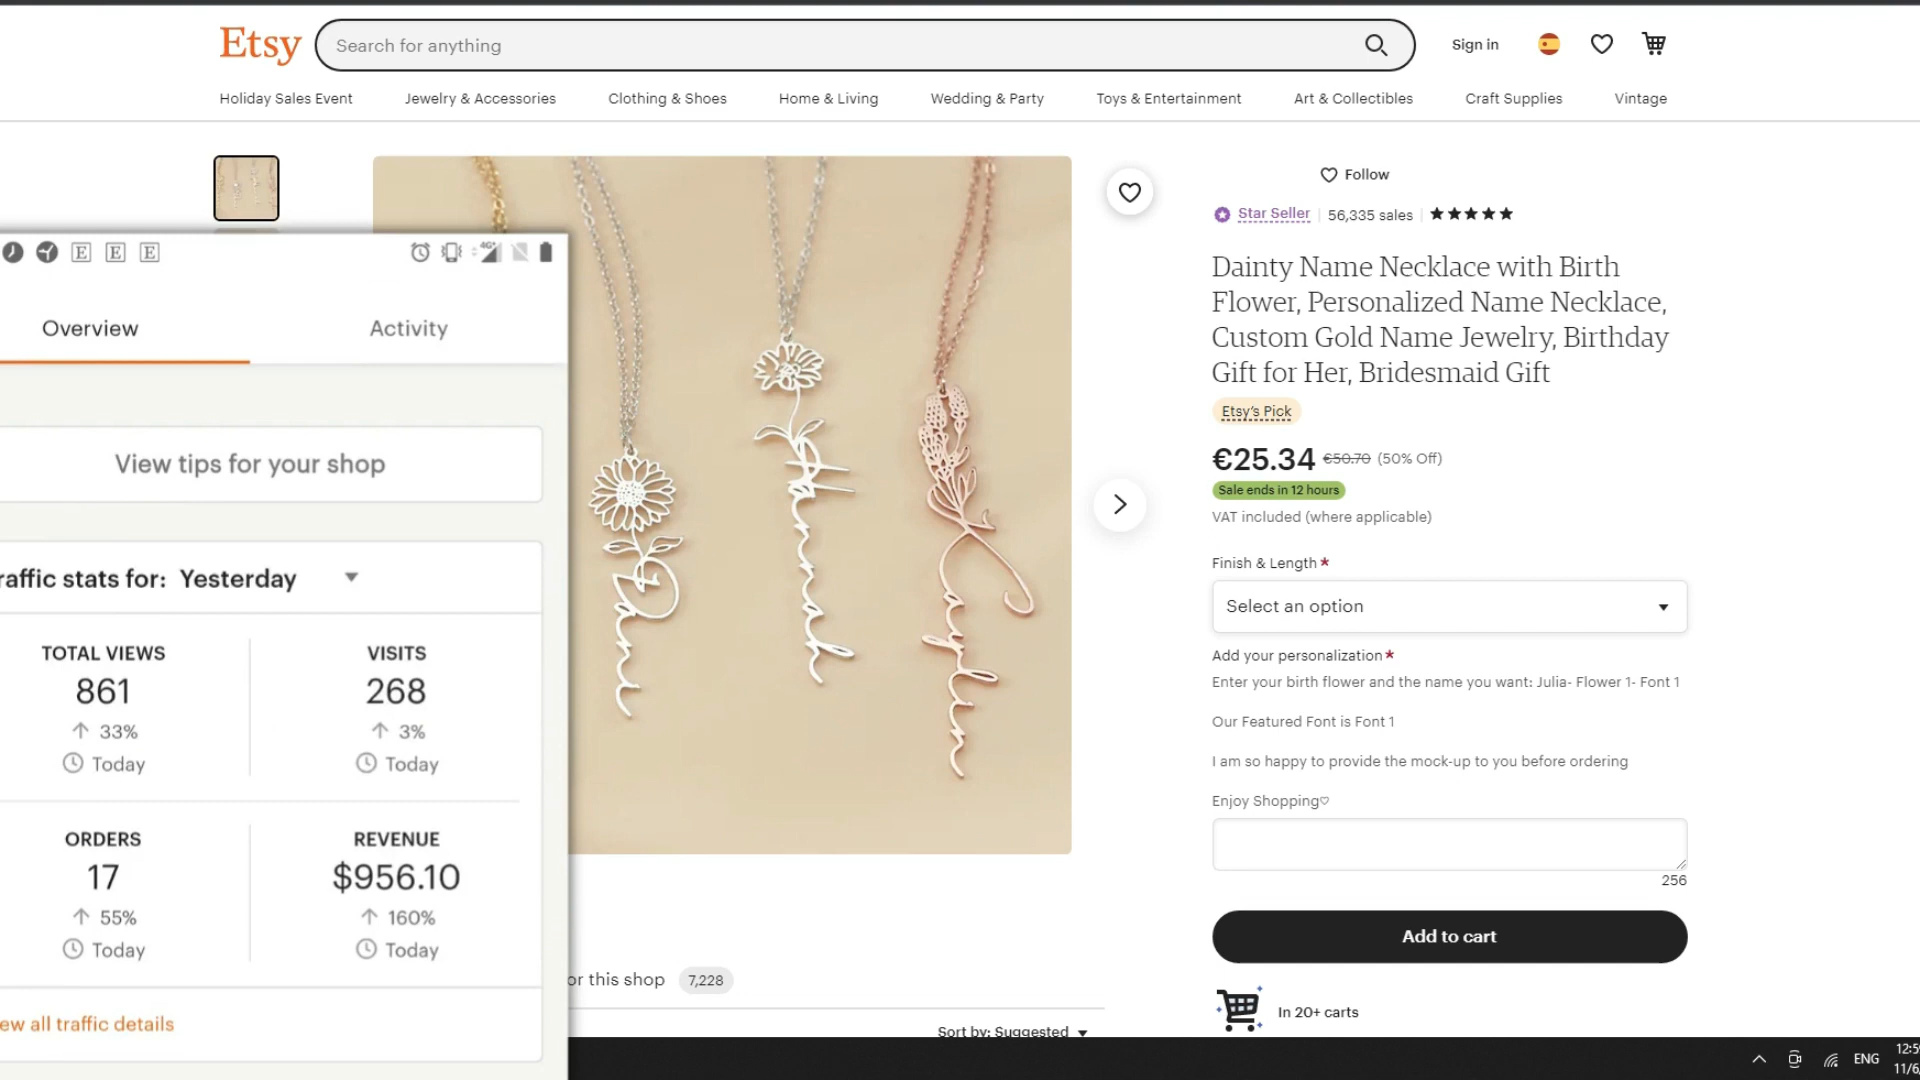 Etsy
Search for anything
Sign in
Holiday Sales Event
Jewelry & Accessories
Clothing & Shoes
Home & Living
Wedding & Party
Toys & Entertainment
Art & Collectibles
Craft Supplies
Vintage
E E E
4G
Overview
Activity
View tips for your shop
raffic stats for: Yesterday
TOTAL VIEWS
861
33%
Today
VISITS
268
3%
Today
ORDERS
17
55%
Today
REVENUE
$956.10
160%
Today
ew all traffic details
Dani
Hannah
Caylin
or this shop 7,228
Sort by: Suggested
Follow
Star Seller 56,335 sales
Dainty Name Necklace with Birth
Flower, Personalized Name Necklace,
Custom Gold Name Jewelry, Birthday
Gift for Her, Bridesmaid Gift
Etsy's Pick
€25.34 €50.70 (50% Off)
Sale ends in 12 hours
VAT included (where applicable)
Finish & Length *
Select an option
Add your personalization *
Enter your birth flower and the name you want: Julia- Flower 1- Font 1
Our Featured Font is Font 1
I am so happy to provide the mock-up to you before ordering
Enjoy Shopping♡
256
Add to cart
In 20+ carts
ENG
12:59
11/6/